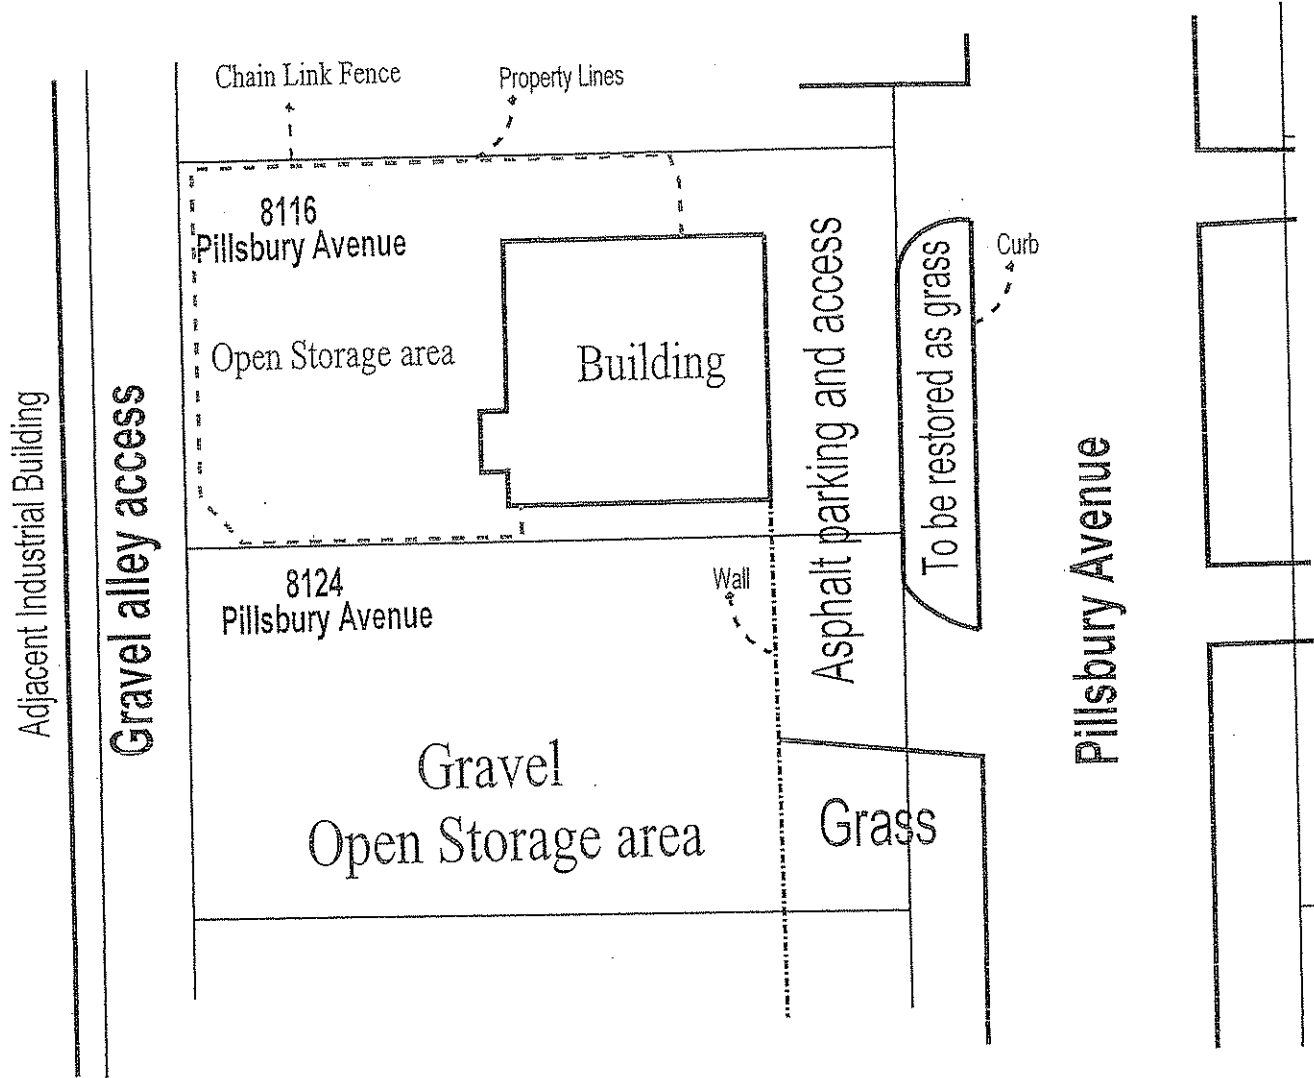 Chain Link Fence
Property Lines
8116
Pillsbury Avenue
Curb
Open Storage area
Building
Asphalt parking and access
To be restored as grass
Adjacent Industrial Building
Gravel alley access
8124
Pillsbury Avenue
Wall
Pillsbury Avenue
Gravel
Open Storage area
Grass